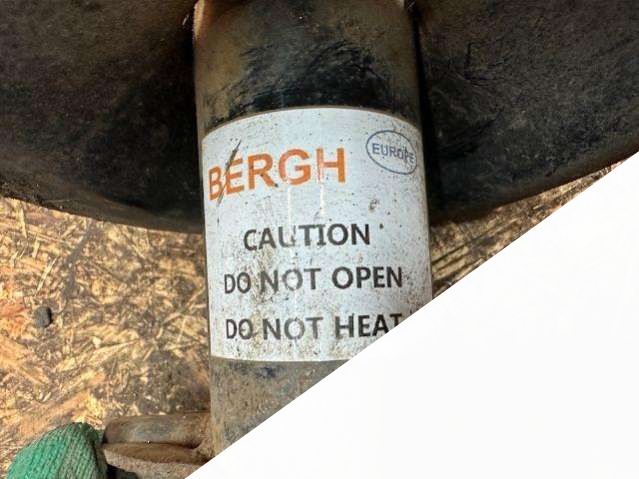 BERGH EUROPE
CAUTION
DO NOT OPEN
DO NOT HEAT